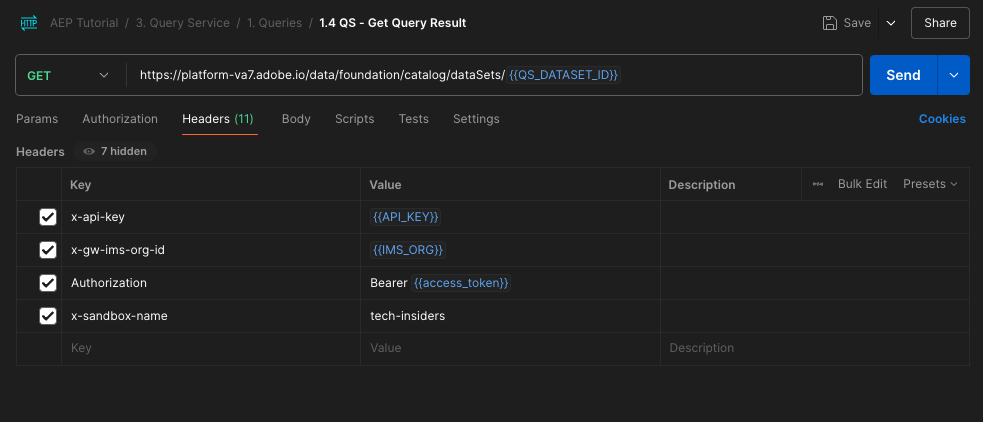 HTTP AEP Tutorial / 3. Query Service / 1. Queries / 1.4 QS - Get Query Result Save Share
GET https://platform-va7.adobe.io/data/foundation/catalog/dataSets/ {{QS_DATASET_ID}} Send
Params Authorization Headers (11) Body Scripts Tests Settings Cookies
Headers 7 hidden
Key Value Description Bulk Edit Presets
x-api-key {{API_KEY}}
x-gw-ims-org-id {{IMS_ORG}}
Authorization Bearer {{access_token}}
x-sandbox-name tech-insiders
Key Value Description